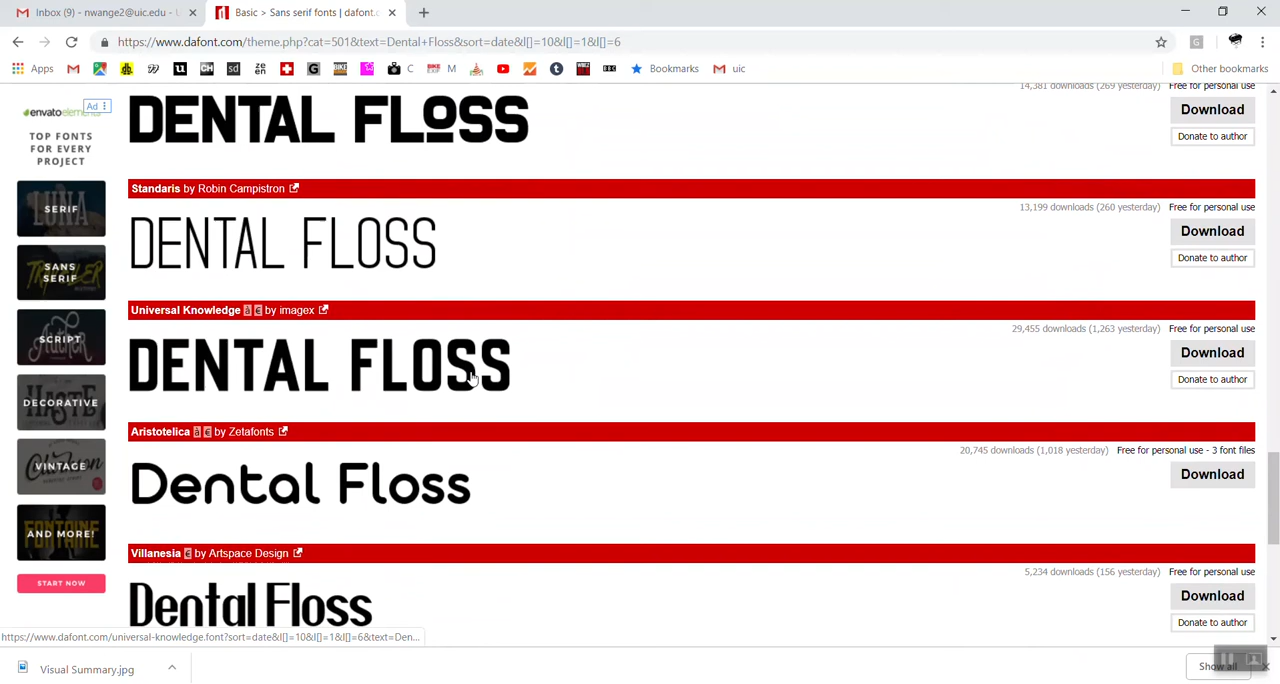 Inbox (9) - nwange2@uic.edu -
Basic > Sans serif fonts | dafont.c
https://www.dafont.com/theme.php?cat=501&text=Dental+Floss&sort=date&l[]=10&l[]=1&l[]=6
Apps
C
M
Bookmarks
uic
Other bookmarks
Ad
envatoelements
TOP FONTS
FOR EVERY
PROJECT
SERIF
SANS
SERIF
SCRIPT
DECORATIVE
VINTAGE
AND MORE!
START NOW
14,381 downloads (269 yesterday) Free for personal use
DENTAL FLOSS
Download
Donate to author
Standaris by Robin Campistron
13,199 downloads (260 yesterday) Free for personal use
DENTAL FLOSS
Download
Donate to author
Universal Knowledge à € by imagex
29,455 downloads (1,263 yesterday) Free for personal use
DENTAL FLOSS
Download
Donate to author
Aristotelica à € by Zetafonts
20,745 downloads (1,018 yesterday) Free for personal use - 3 font files
Dental Floss
Download
Villanesia € by Artspace Design
5,234 downloads (156 yesterday) Free for personal use
Dental Floss
Download
Donate to author
https://www.dafont.com/universal-knowledge.font?sort=date&l[]=10&l[]=1&l[]=6&text=Den...
Visual Summary.jpg
Show all